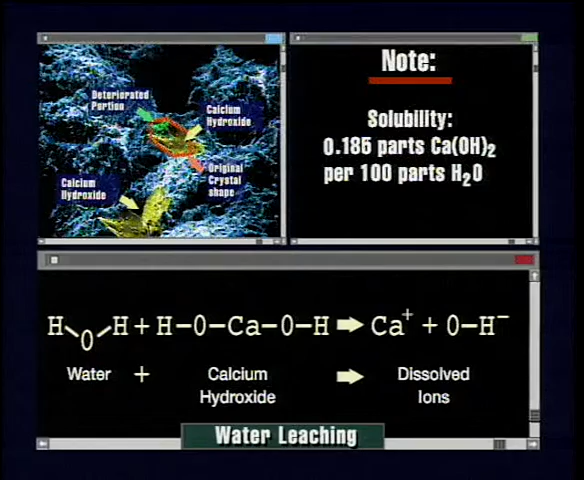 Deteriorated
Portion
Calcium
Hydroxide
Original
Crystal
shape
Calcium
Hydroxide
Note:
Solubility:
0.185 parts Ca(OH)₂
per 100 parts H₂O
H-O-H + H-O-Ca-O-H → Ca⁺ + O-H⁻
Water + Calcium → Dissolved
Hydroxide Ions
Water Leaching